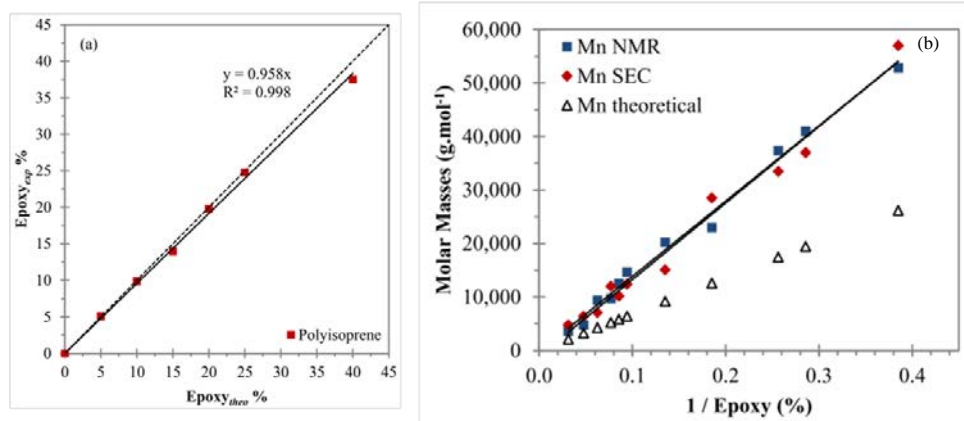 (a)
45
40
35
30
25
20
15
10
5
0
y = 0.958x
R² = 0.998
Polyisoprene
0 5 10 15 20 25 30 35 40 45
Epoxytheo %
Epoxyexp %
(b)
60,000
50,000
40,000
30,000
20,000
10,000
0
Mn NMR
Mn SEC
Mn theoretical
0.0 0.1 0.2 0.3 0.4
1 / Epoxy (%)
Molar Masses (g.mol-1)